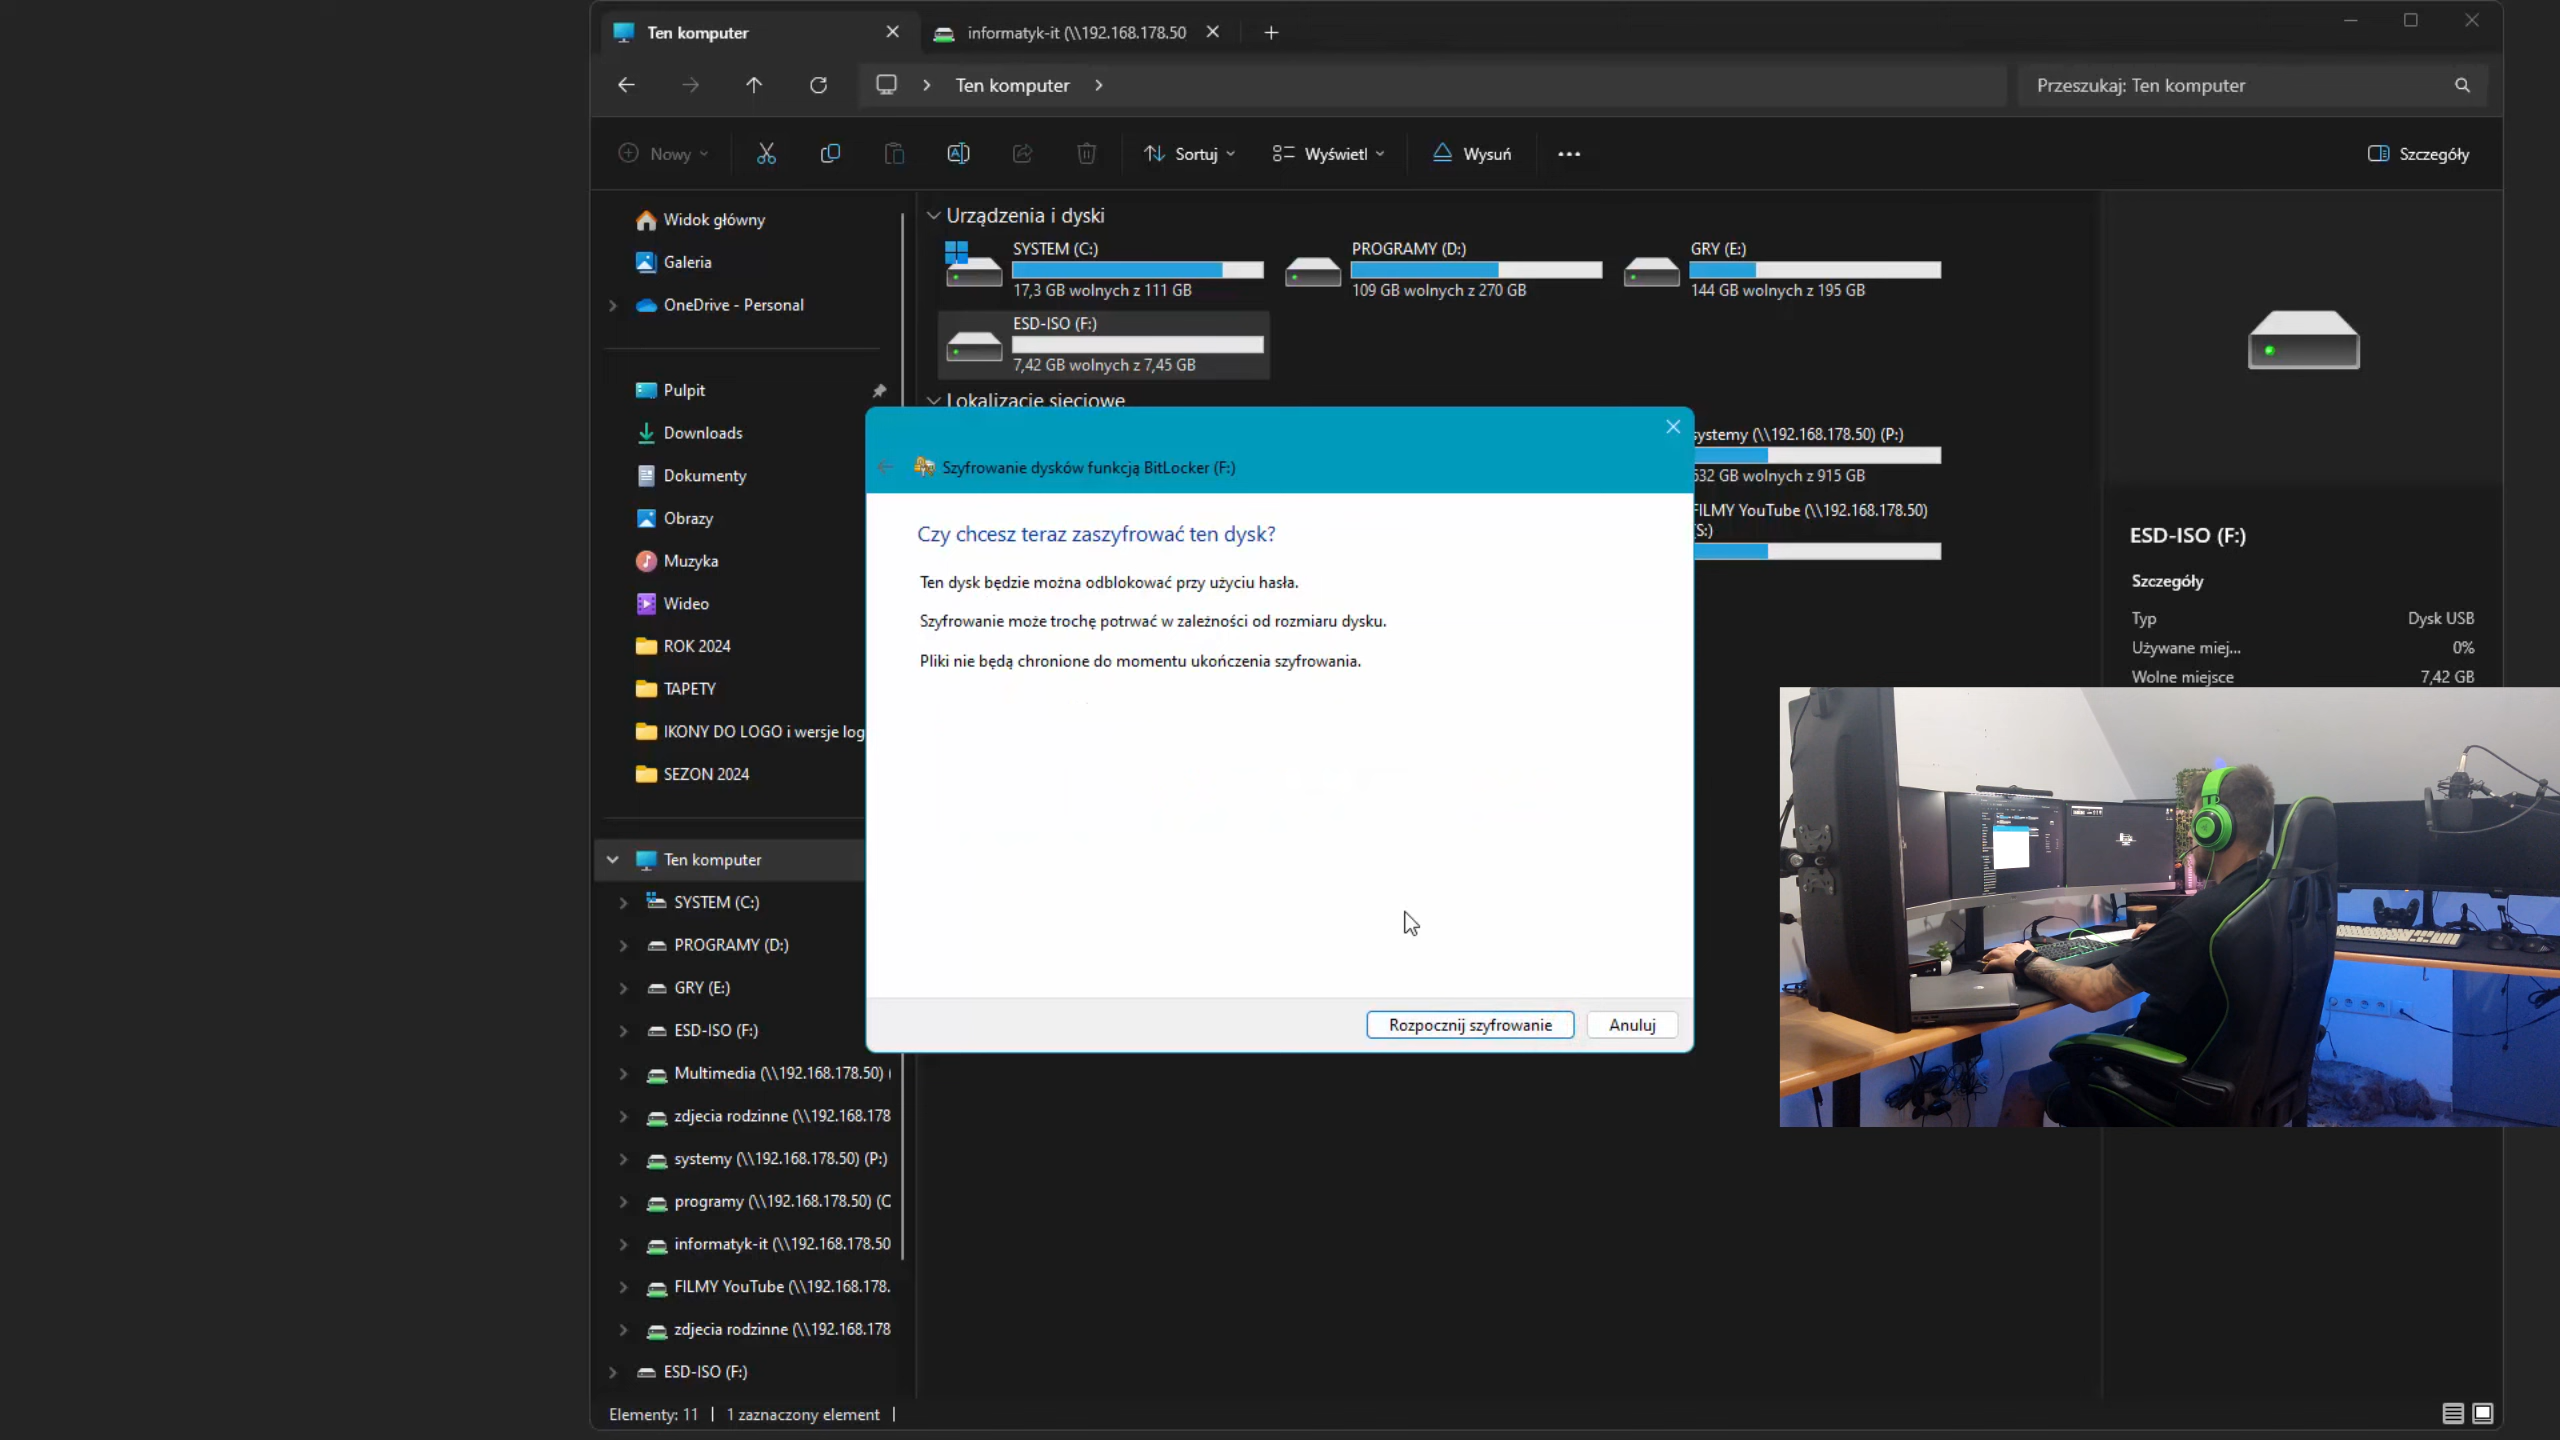 Ten komputer
informatyk-it (\\192.168.178.50
Ten komputer
Przeszukaj: Ten komputer
Nowy
Sortuj
Wyświetl
Wysuń
Szczegóły
Widok główny
Galeria
OneDrive - Personal
Pulpit
Downloads
Dokumenty
Obrazy
Muzyka
Wideo
ROK 2024
TAPETY
IKONY DO LOGO i wersje log
SEZON 2024
Ten komputer
SYSTEM (C:)
PROGRAMY (D:)
GRY (E:)
ESD-ISO (F:)
Multimedia (\\192.168.178.50) (
zdjecia rodzinne (\\192.168.178
systemy (\\192.168.178.50) (P:)
programy (\\192.168.178.50) (C
informatyk-it (\\192.168.178.50
FILMY YouTube (\\192.168.178.
zdjecia rodzinne (\\192.168.178
ESD-ISO (F:)
Urządzenia i dyski
SYSTEM (C:)
17,3 GB wolnych z 111 GB
PROGRAMY (D:)
109 GB wolnych z 270 GB
GRY (E:)
144 GB wolnych z 195 GB
ESD-ISO (F:)
7,42 GB wolnych z 7,45 GB
Lokalizacje sieciowe
systemy (\\192.168.178.50) (P:)
632 GB wolnych z 915 GB
FILMY YouTube (\\192.168.178.50)
(S:)
Szyfrowanie dysków funkcją BitLocker (F:)
Czy chcesz teraz zaszyfrować ten dysk?
Ten dysk będzie można odblokować przy użyciu hasła.
Szyfrowanie może trochę potrwać w zależności od rozmiaru dysku.
Pliki nie będą chronione do momentu ukończenia szyfrowania.
Rozpocznij szyfrowanie
Anuluj
ESD-ISO (F:)
Szczegóły
Typ Dysk USB
Używane miej... 0%
Wolne miejsce 7,42 GB
Elementy: 11
1 zaznaczony element